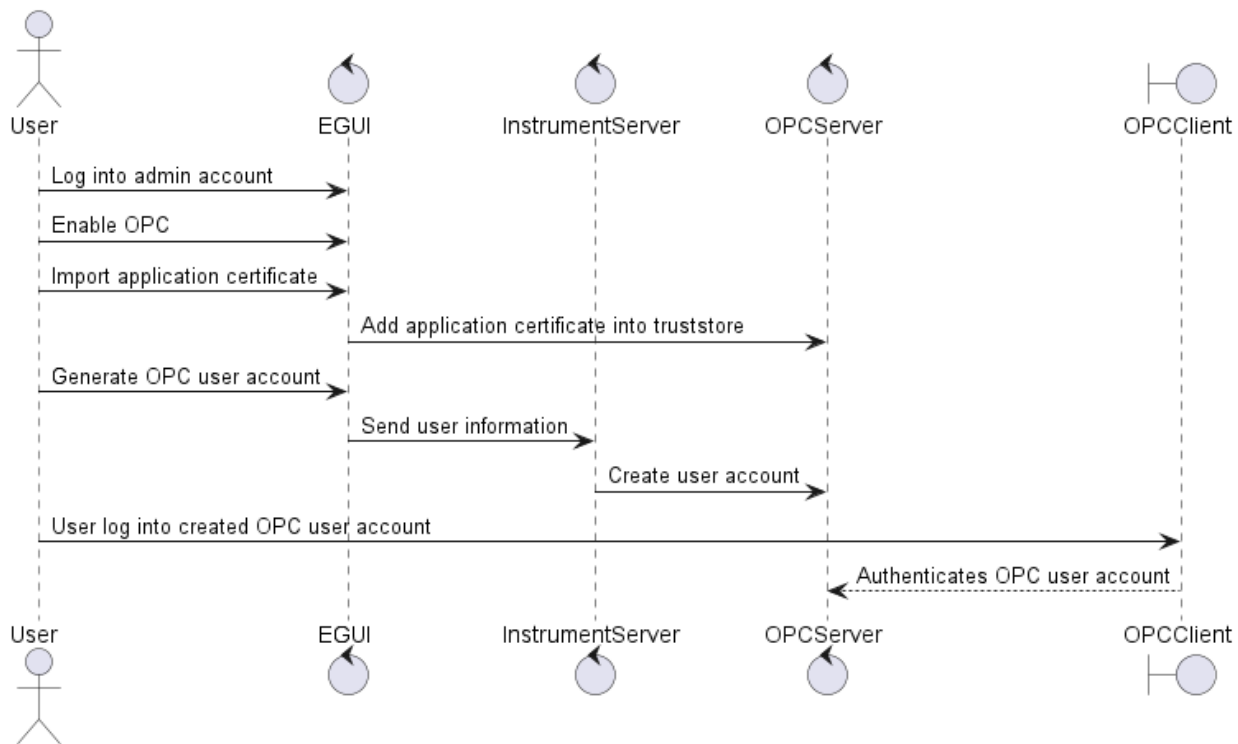 User
EGUI
InstrumentServer
OPCServer
OPCClient
Log into admin account
Enable OPC
Import application certificate
Add application certificate into truststore
Generate OPC user account
Send user information
Create user account
User log into created OPC user account
Authenticates OPC user account
User
EGUI
InstrumentServer
OPCServer
OPCClient